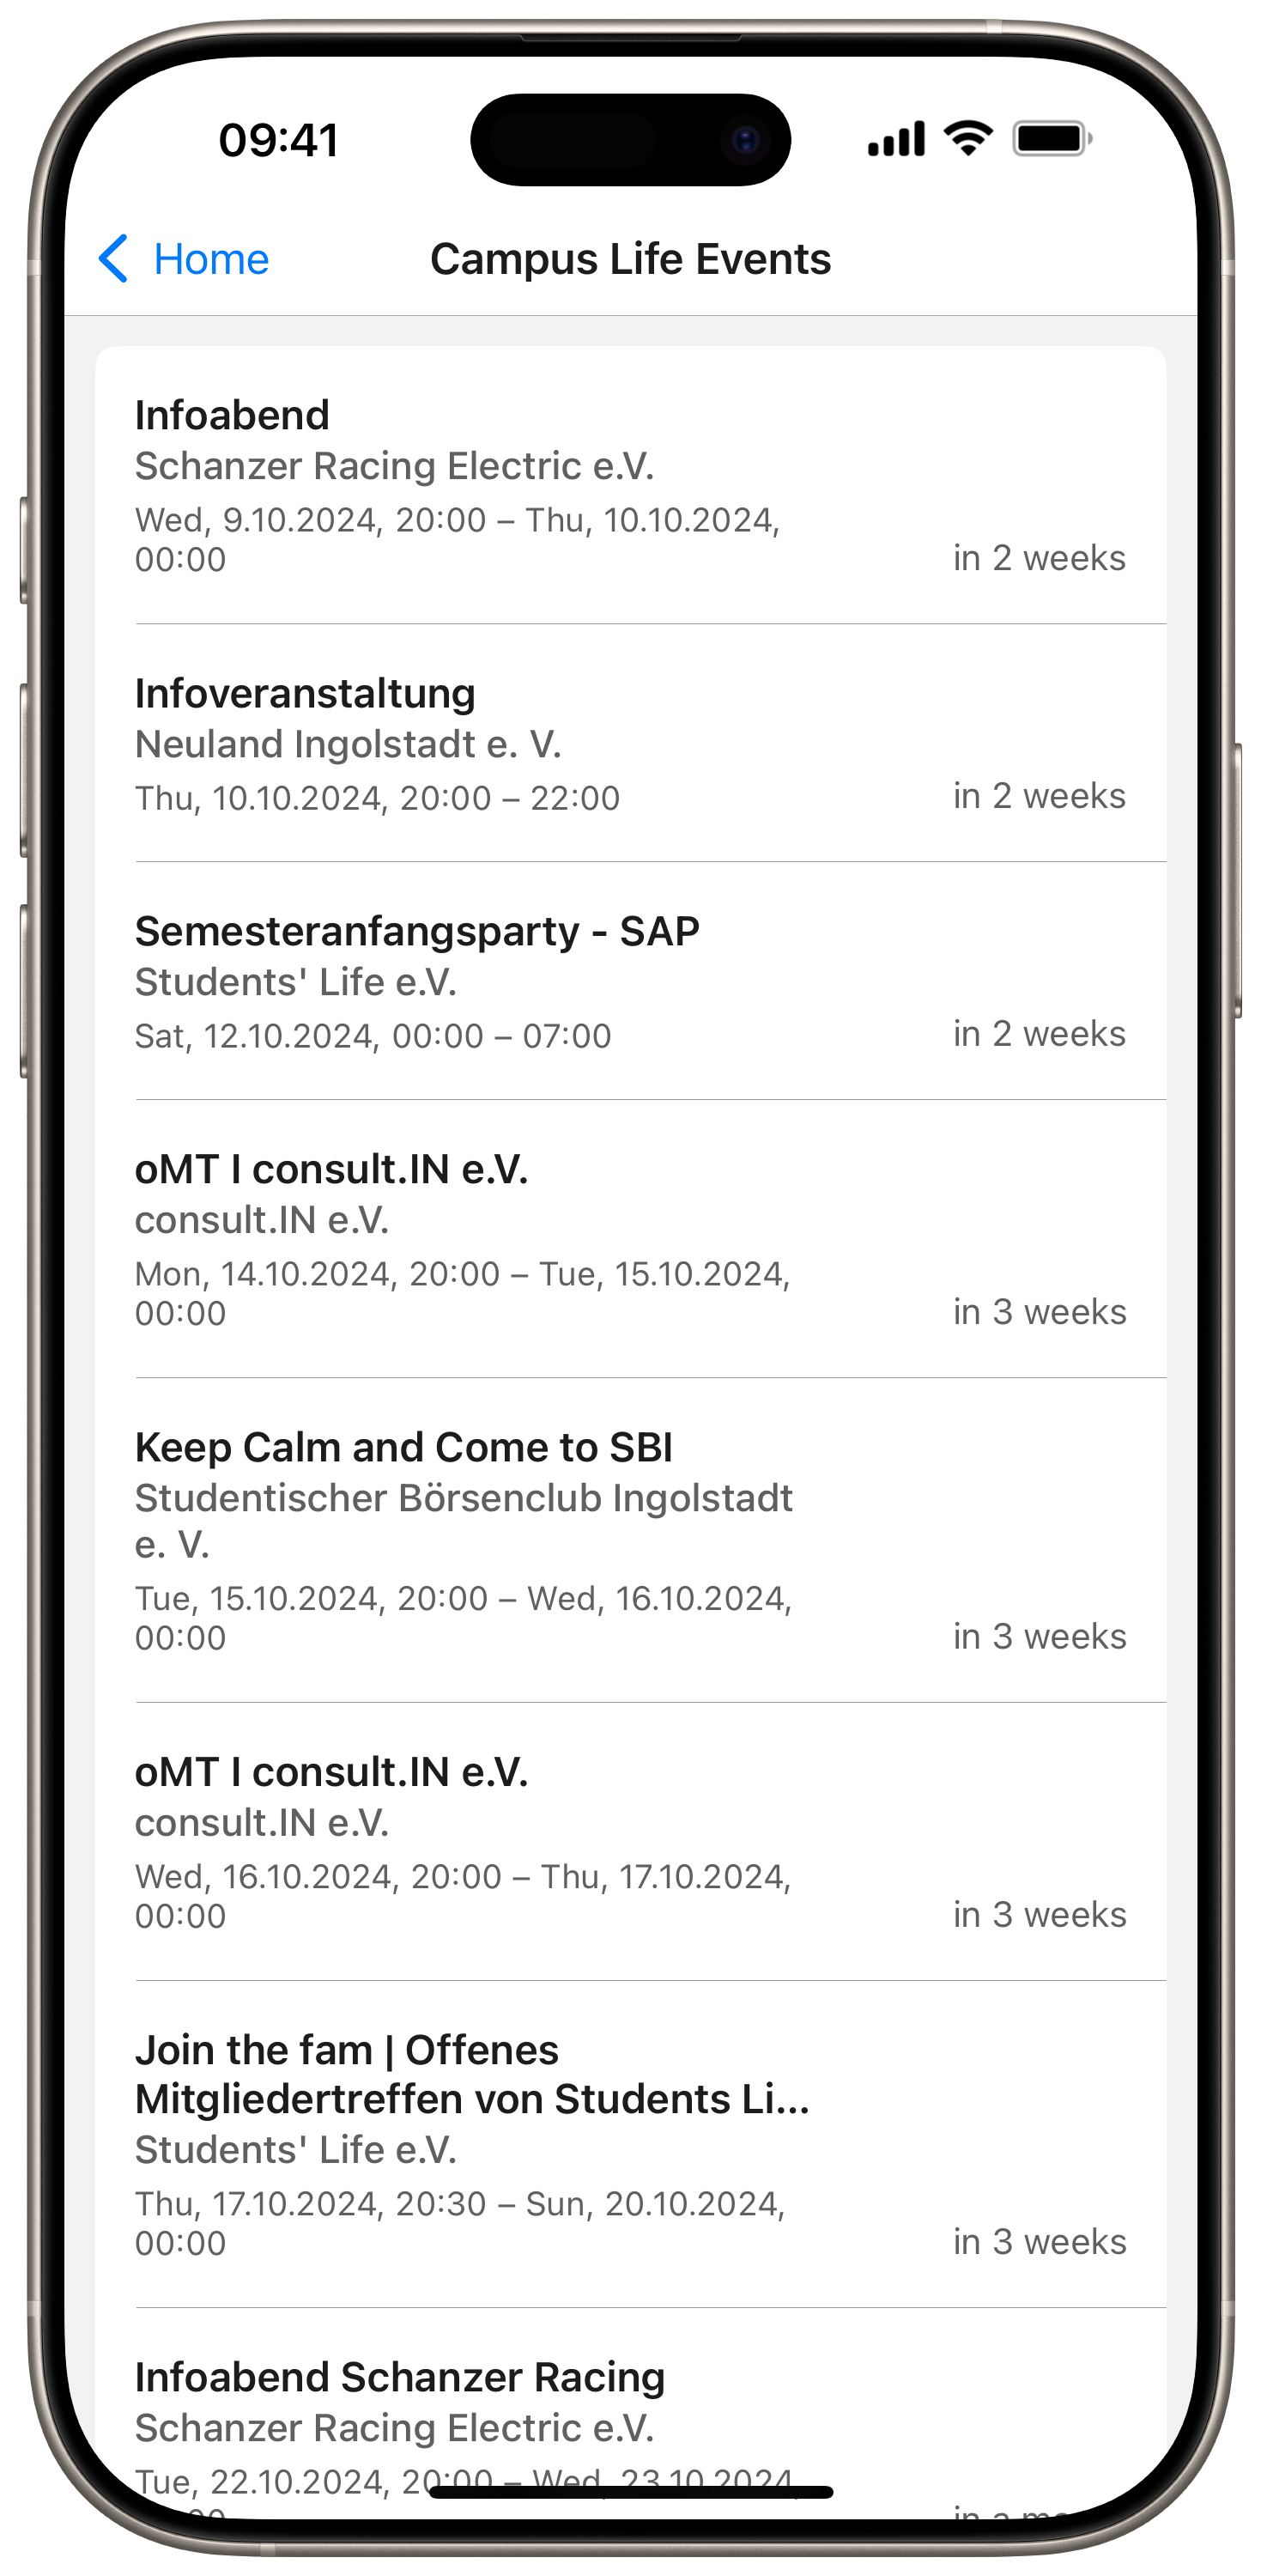 09:41
Home
Campus Life Events
Infoabend
Schanzer Racing Electric e.V.
Wed, 9.10.2024, 20:00 – Thu, 10.10.2024,
00:00
in 2 weeks
Infoveranstaltung
Neuland Ingolstadt e. V.
Thu, 10.10.2024, 20:00 – 22:00
in 2 weeks
Semesteranfangsparty - SAP
Students' Life e.V.
Sat, 12.10.2024, 00:00 – 07:00
in 2 weeks
oMT I consult.IN e.V.
consult.IN e.V.
Mon, 14.10.2024, 20:00 – Tue, 15.10.2024,
00:00
in 3 weeks
Keep Calm and Come to SBI
Studentischer Börsenclub Ingolstadt
e. V.
Tue, 15.10.2024, 20:00 – Wed, 16.10.2024,
00:00
in 3 weeks
oMT I consult.IN e.V.
consult.IN e.V.
Wed, 16.10.2024, 20:00 – Thu, 17.10.2024,
00:00
in 3 weeks
Join the fam | Offenes
Mitgliedertreffen von Students Li...
Students' Life e.V.
Thu, 17.10.2024, 20:30 – Sun, 20.10.2024,
00:00
in 3 weeks
Infoabend Schanzer Racing
Schanzer Racing Electric e.V.
Tue, 22.10.2024, 20:00 – Wed, 23.10.2024,
in a